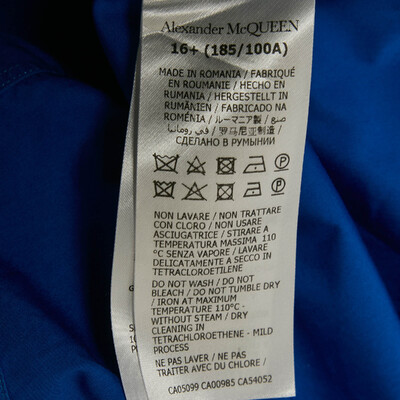 Alexander McQUEEN
16+ (185/100A)
MADE IN ROMANIA / FABRIQUÉ
EN ROUMANIE / HECHO EN
RUMANIA / HERGESTELLT IN
RUMÄNIEN / FABRICADO NA
ROMÉNIA / ルーマニア製 / صنع
في رومانيا / 罗马尼亚制造 /
СДЕЛАНО В РУМЫНИИ
NON LAVARE / NON TRATTARE
CON CLORO / NON USARE
ASCIUGATRICE / STIRARE A
TEMPERATURA MASSIMA 110
°C SENZA VAPORE / LAVARE
DELICATAMENTE A SECCO IN
TETRACLOROETILENE
DO NOT WASH / DO NOT
BLEACH / DO NOT TUMBLE DRY
/ IRON AT MAXIMUM
TEMPERATURE 110°C -
WITHOUT STEAM / DRY
CLEANING IN
TETRACHLOROETHENE - MILD
PROCESS
NE PAS LAVER / NE PAS
TRAITER AVEC DU CHLORE /
CA05099 CA00985 CA54052